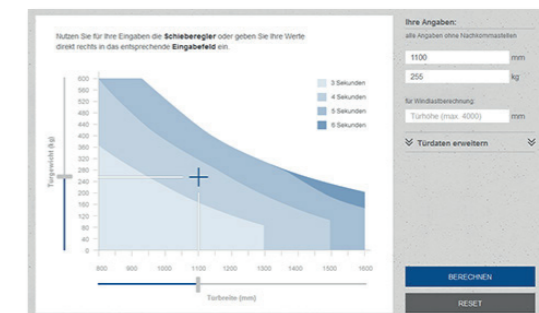 Nutzen Sie für Ihre Eingaben die Schieberegler oder geben Sie Ihre Werte
direkt rechts in das entsprechende Eingabefeld ein.
3 Sekunden
4 Sekunden
5 Sekunden
6 Sekunden
Türgewicht (kg)
600
560
520
480
440
400
360
320
280
240
200
160
120
80
40
0
800 900 1000 1100 1200 1300 1400 1500 1600
Türbreite (mm)
Ihre Angaben:
alle Angaben ohne Nachkommastellen
1100 mm
255 kg
für Windlastberechnung
Türhöhe (max. 4000) mm
Türdaten erweitern
BERECHNEN
RESET